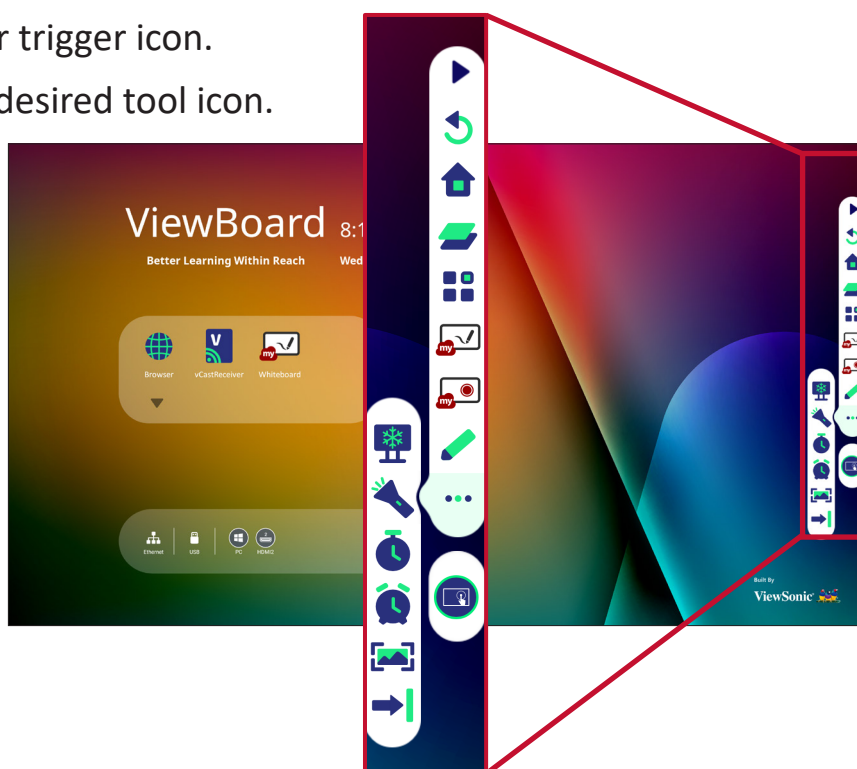 r trigger icon.
desired tool icon.
ViewBoard 8:1
Better Learning Within Reach Wed
my
my
V
my
Browser vCastReceiver Whiteboard
Ethernet USB PC HDMI2
Built By
ViewSonic